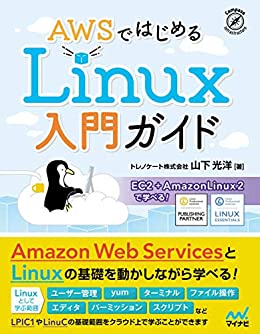 AWSではじめる
Linux
入門ガイド
トレノケート株式会社 山下 光洋 [著]
EC2+AmazonLinux2
で学べる!
PUBLISHING
PARTNER
LINUX
ESSENTIALS
Amazon Web Servicesと
Linuxの基礎を動かしながら学べる!
Linux
として
学ぶ範囲
ユーザー管理 yum ターミナル ファイル操作
エディタ パーミッション スクリプト など
LPIC1やLinuCの基礎範囲をクラウド上で学ぶことができます
マイナビ